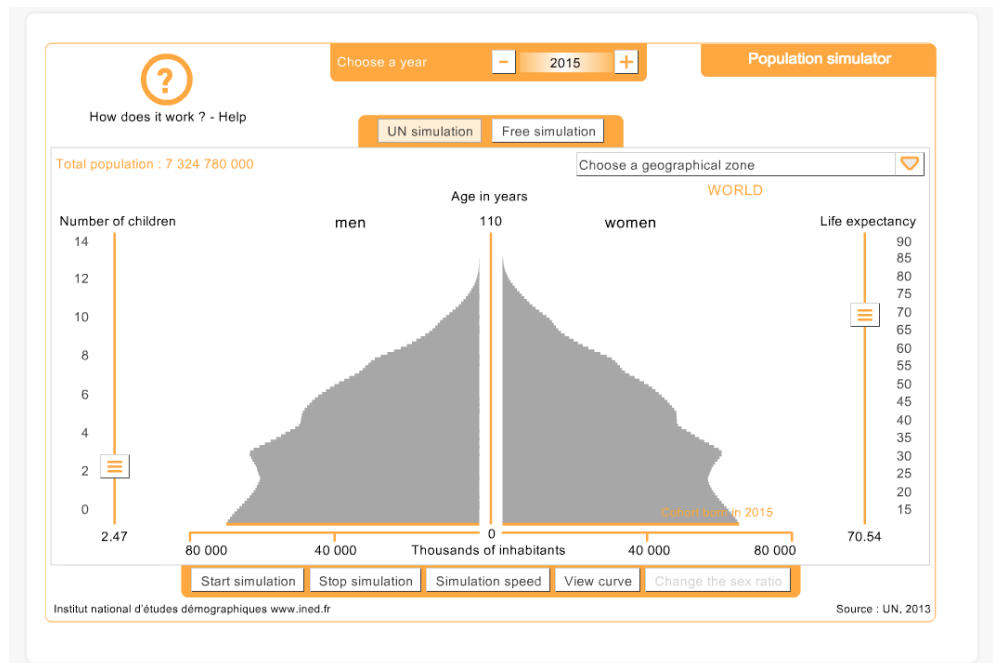 Choose a year
-
2015
+
Population simulator
?
How does it work ? - Help
UN simulation
Free simulation
Total population : 7 324 780 000
Choose a geographical zone
WORLD
Age in years
Number of children
men
110
women
Life expectancy
14
12
10
8
6
4
2
0
2.47
90
85
80
75
70
65
60
55
50
45
40
35
30
25
20
15
70.54
Cohort born in 2015
0
80 000
40 000
Thousands of inhabitants
40 000
80 000
Start simulation
Stop simulation
Simulation speed
View curve
Change the sex ratio
Institut national d'études démographiques www.ined.fr
Source : UN, 2013